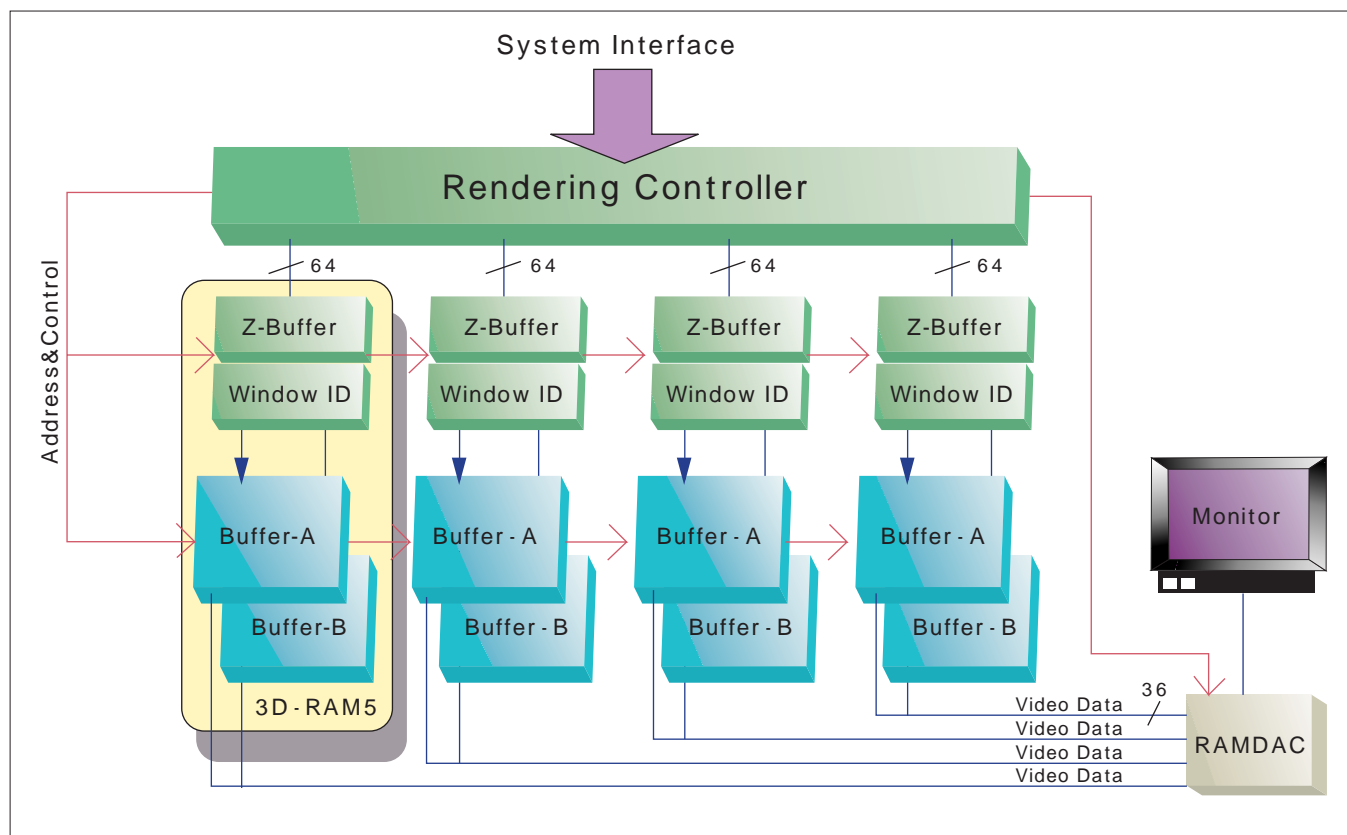 System Interface
Rendering Controller
64
64
64
64
Address&Control
Z-Buffer
Z-Buffer
Z-Buffer
Z-Buffer
Window ID
Window ID
Window ID
Window ID
Buffer-A
Buffer - A
Buffer - A
Buffer - A
Monitor
Buffer-B
Buffer - B
Buffer - B
Buffer - B
3D-RAM5
36
Video Data
Video Data
Video Data
Video Data
RAMDAC